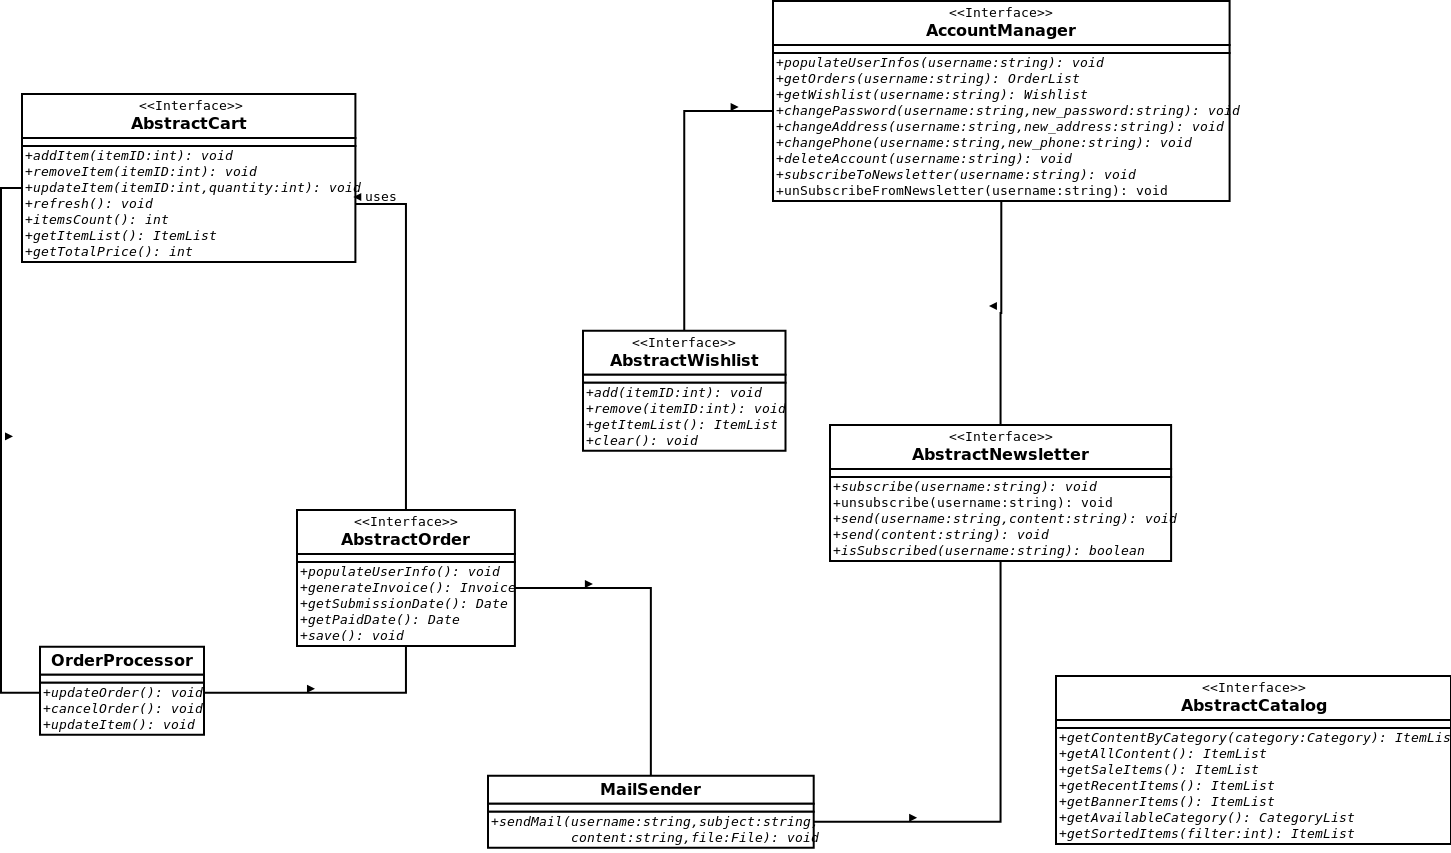 <<Interface>>
AccountManager
+populateUserInfos(username:string): void
+getOrders(username:string): OrderList
+getWishlist(username:string): Wishlist
+changePassword(username:string,new_password:string): void
+changeAddress(username:string,new_address:string): void
+changePhone(username:string,new_phone:string): void
+deleteAccount(username:string): void
+subscribeToNewsletter(username:string): void
+unSubscribeFromNewsletter(username:string): void
<<Interface>>
AbstractCart
+addItem(itemID:int): void
+removeItem(itemID:int): void
+updateItem(itemID:int,quantity:int): void
+refresh(): void
+itemsCount(): int
+getItemList(): ItemList
+getTotalPrice(): int
uses
<<Interface>>
AbstractWishlist
+add(itemID:int): void
+remove(itemID:int): void
+getItemList(): ItemList
+clear(): void
<<Interface>>
AbstractNewsletter
+subscribe(username:string): void
+unsubscribe(username:string): void
+send(username:string,content:string): void
+send(content:string): void
+isSubscribed(username:string): boolean
<<Interface>>
AbstractOrder
+populateUserInfo(): void
+generateInvoice(): Invoice
+getSubmissionDate(): Date
+getPaidDate(): Date
+save(): void
OrderProcessor
+updateOrder(): void
+cancelOrder(): void
+updateItem(): void
MailSender
+sendMail(username:string,subject:string,
content:string,file:File): void
<<Interface>>
AbstractCatalog
+getContentByCategory(category:Category): ItemLis
+getAllContent(): ItemList
+getSaleItems(): ItemList
+getRecentItems(): ItemList
+getBannerItems(): ItemList
+getAvailableCategory(): CategoryList
+getSortedItems(filter:int): ItemList